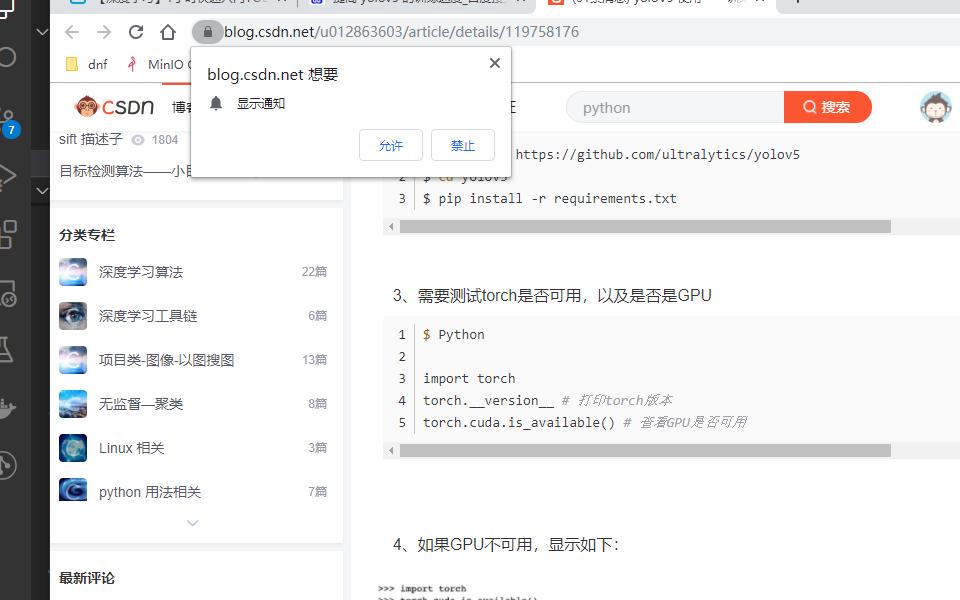 blog.csdn.net/u012863603/article/details/119758176
dnf
MinIO
blog.csdn.net 想要
显示通知
允许
禁止
CSDN
python
搜索
7
sift 描述子 1804
目标检测算法——小
分类专栏
深度学习算法 22篇
深度学习工具链 6篇
项目类-图像-以图搜图 13篇
无监督—聚类 8篇
Linux 相关 3篇
python 用法相关 7篇
最新评论
https://github.com/ultralytics/yolov5
2 $ cd yolov5
3 $ pip install -r requirements.txt
3、需要测试torch是否可用，以及是否是GPU
1 $ Python
2
3 import torch
4 torch.__version__ # 打印torch版本
5 torch.cuda.is_available() # 查看GPU是否可用
4、如果GPU不可用，显示如下：
>>> import torch
>>> torch.cuda.is_available()